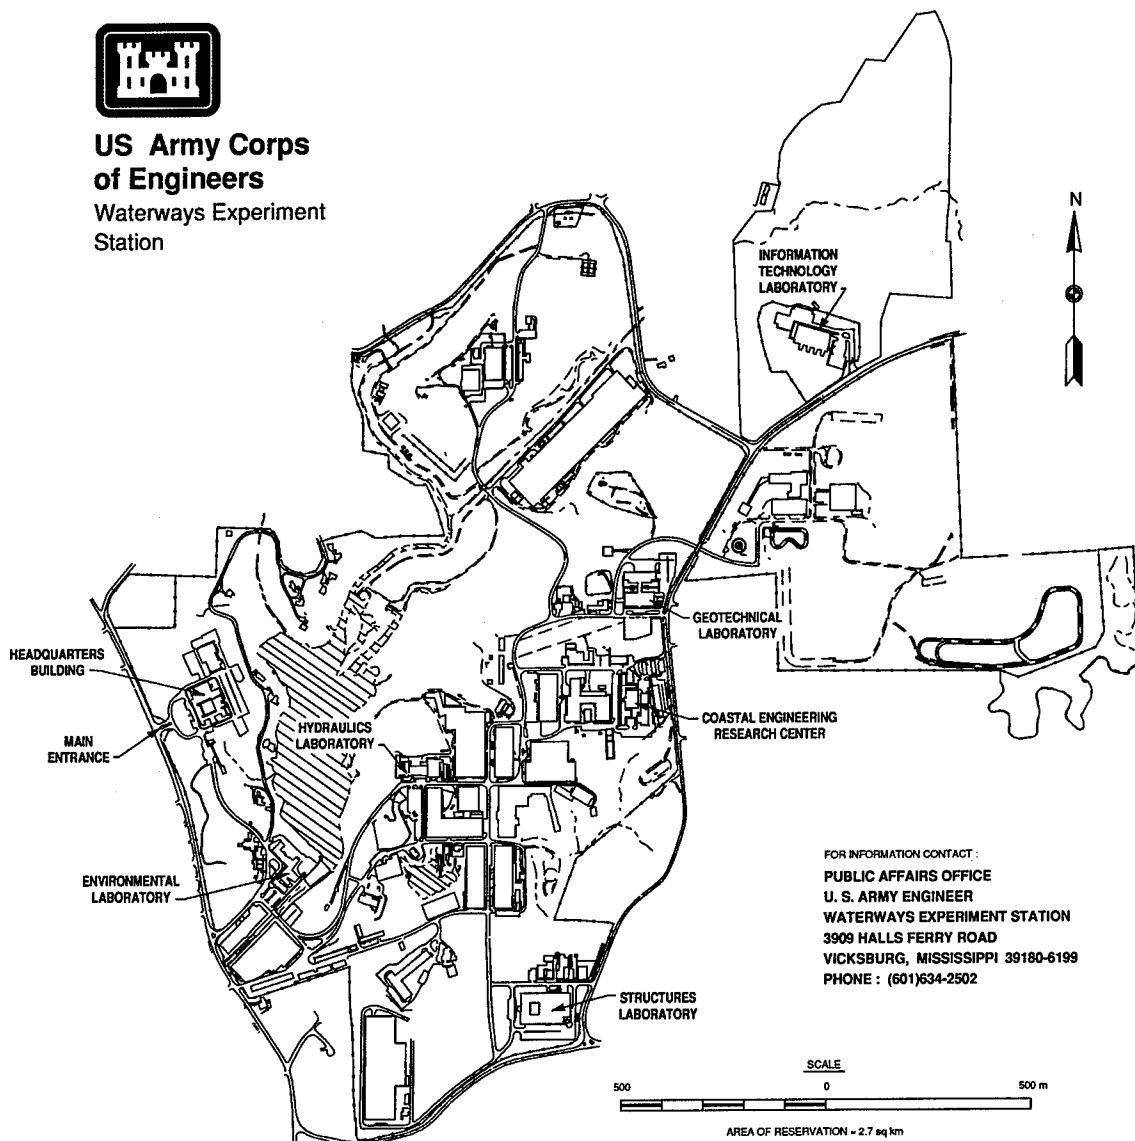 US Army Corps
of Engineers
Waterways Experiment
Station
N
INFORMATION
TECHNOLOGY
LABORATORY
GEOTECHNICAL
LABORATORY
HEADQUARTERS
BUILDING
HYDRAULICS
LABORATORY
COASTAL ENGINEERING
RESEARCH CENTER
MAIN
ENTRANCE
ENVIRONMENTAL
LABORATORY
STRUCTURES
LABORATORY
FOR INFORMATION CONTACT :
PUBLIC AFFAIRS OFFICE
U. S. ARMY ENGINEER
WATERWAYS EXPERIMENT STATION
3909 HALLS FERRY ROAD
VICKSBURG, MISSISSIPPI 39180-6199
PHONE : (601)634-2502
SCALE
500 0 500 m
AREA OF RESERVATION = 2.7 sq km